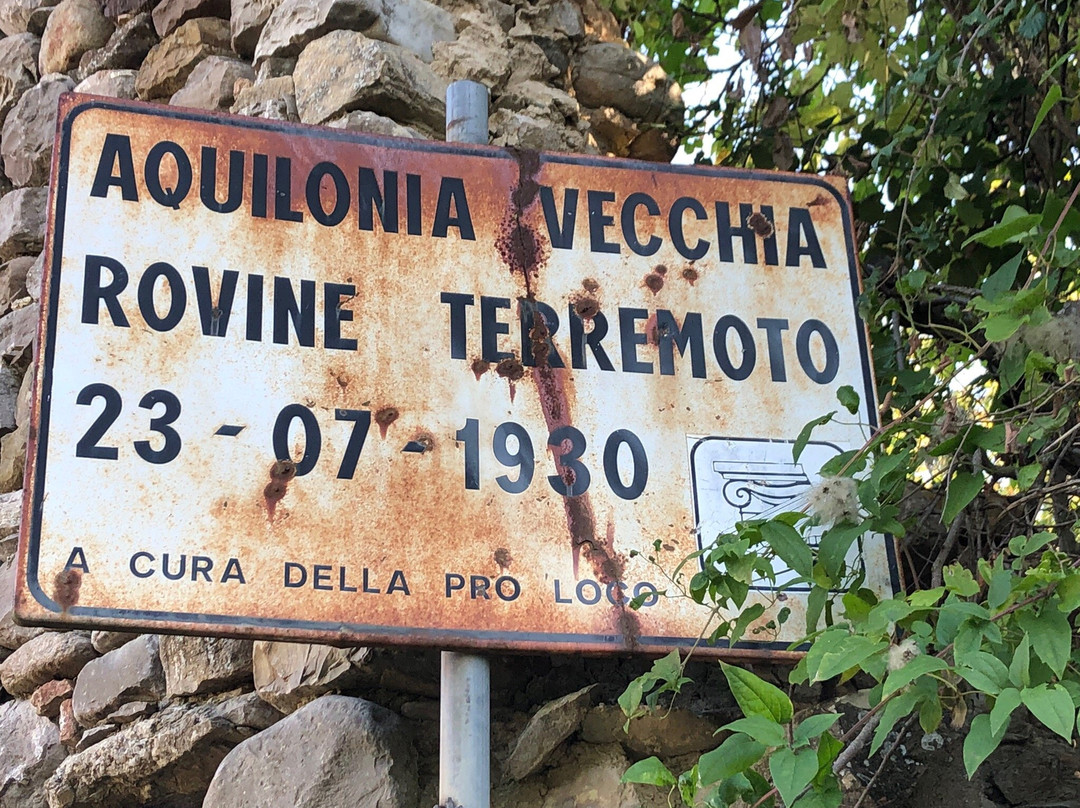 AQUILONIA VECCHIA
ROVINE TERREMOTO
23 - 07 - 1930
A CURA DELLA PRO LOCO